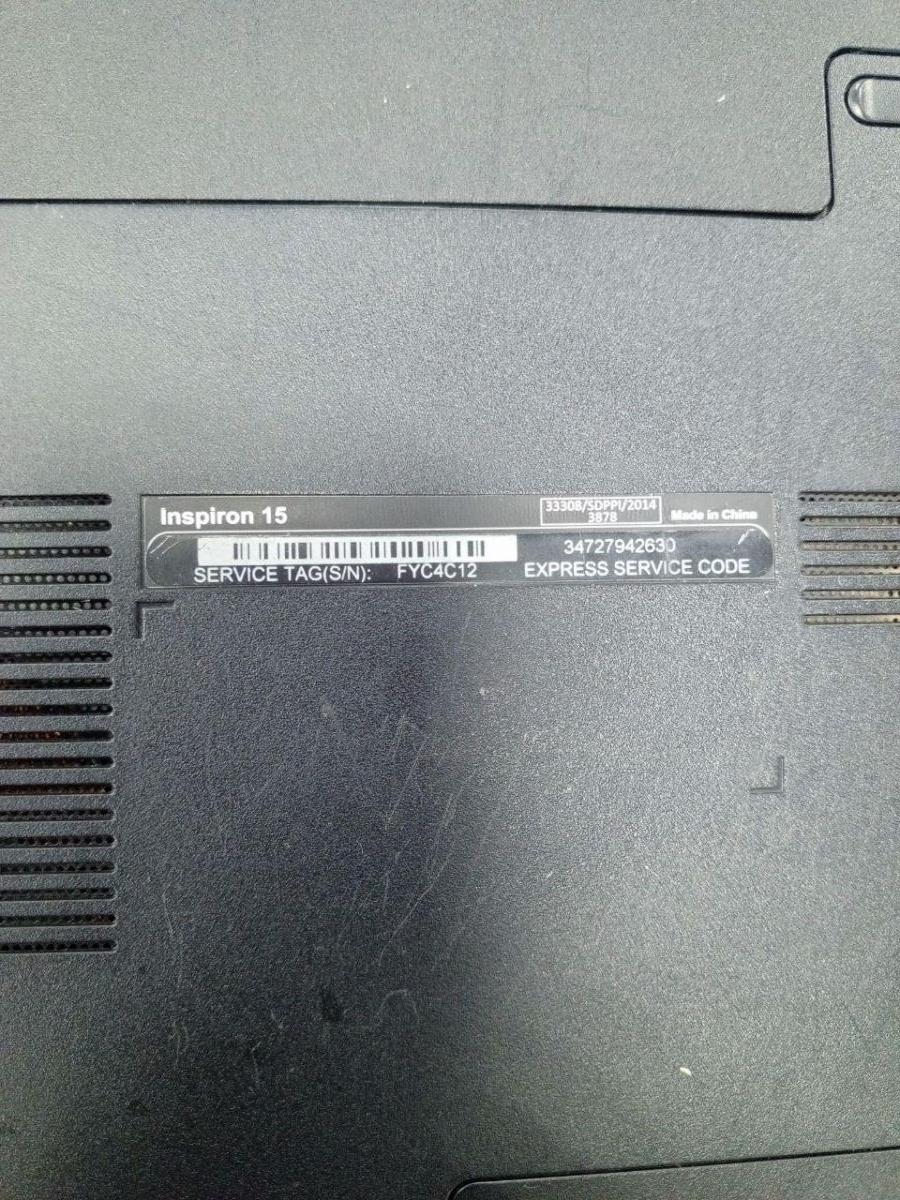 Inspiron 15
33308/SDPPI/2014
3878
Made in China
34727942630
SERVICE TAG(S/N): FYC4C12
EXPRESS SERVICE CODE